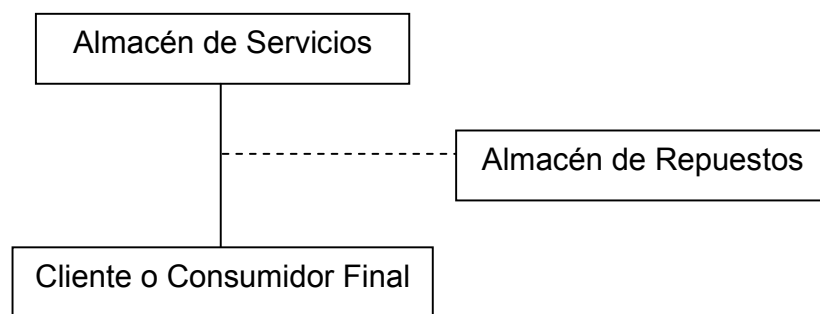 Almacén de Servicios
Almacén de Repuestos
Cliente o Consumidor Final